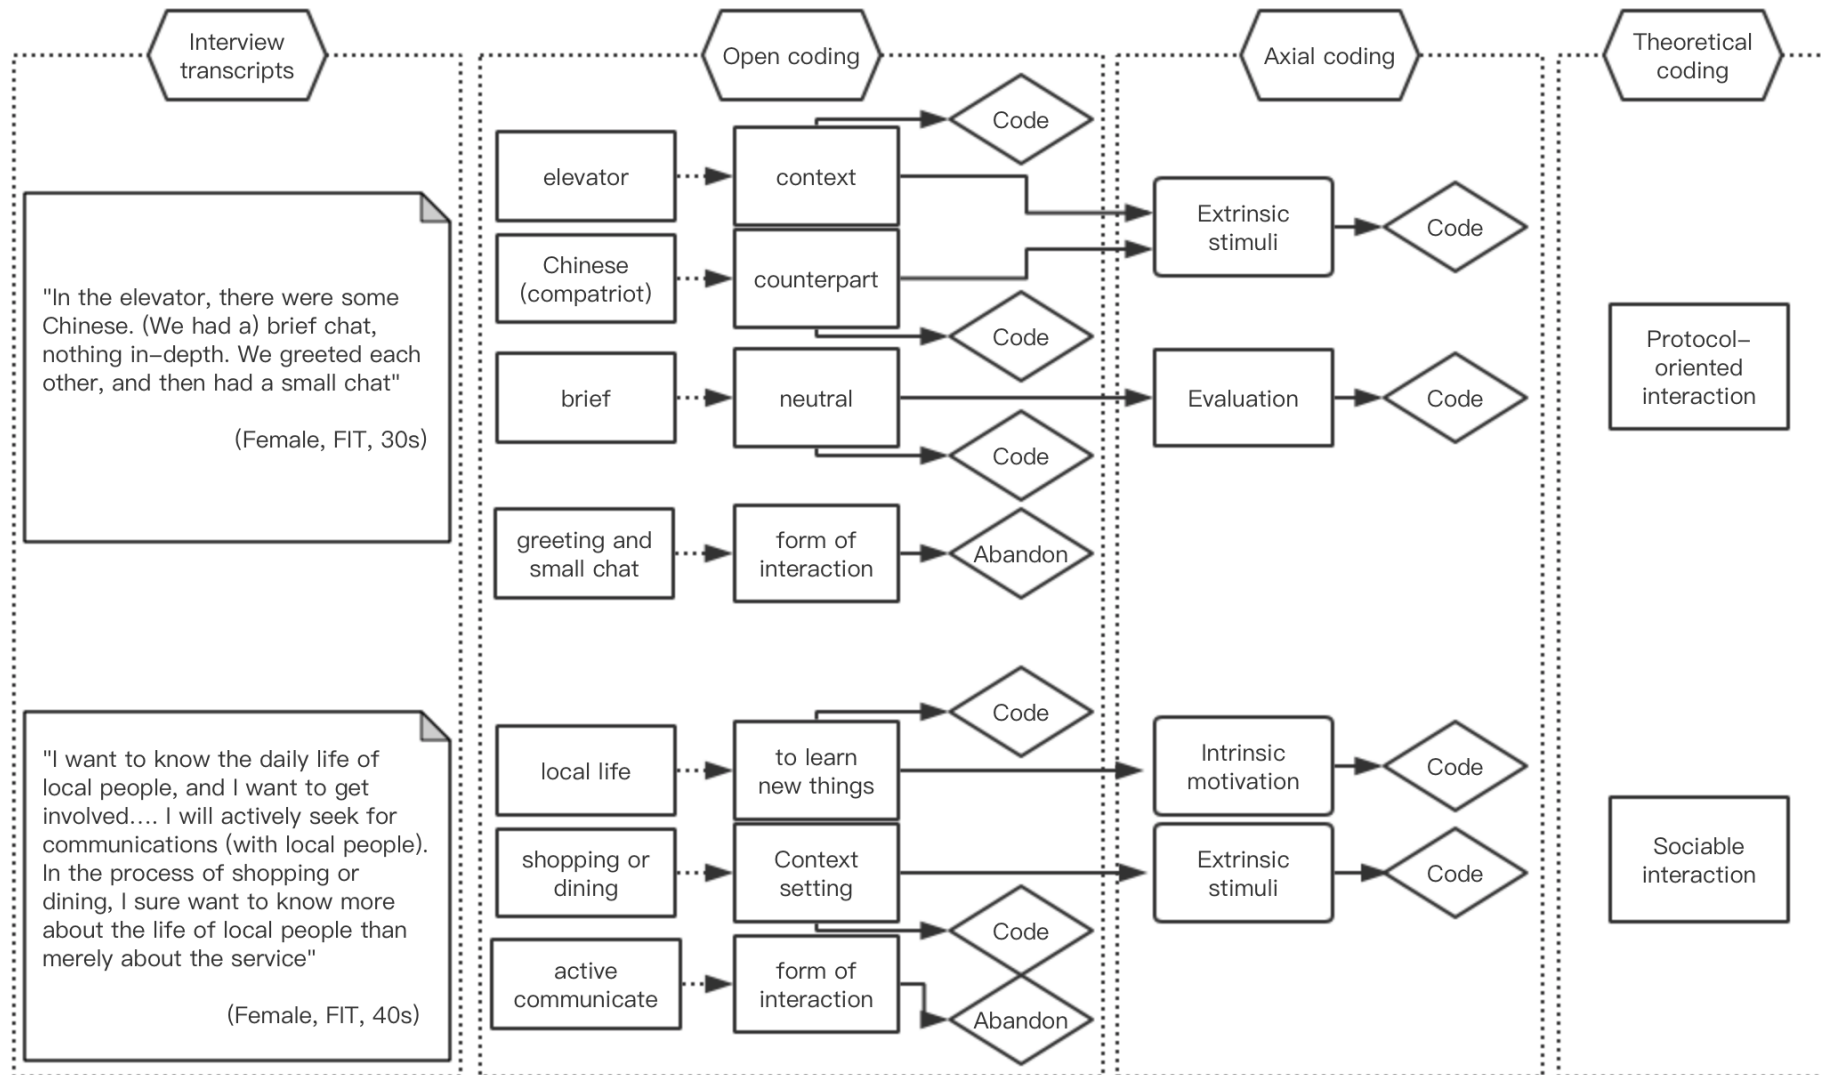 Interview
transcripts
Open coding
Axial coding
Theoretical
coding
"In the elevator, there were some
Chinese. (We had a) brief chat,
nothing in–depth. We greeted each
other, and then had a small chat"
(Female, FIT, 30s)
elevator
context
Code
Chinese
(compatriot)
counterpart
Code
brief
neutral
Code
greeting and
small chat
form of
interaction
Abandon
Extrinsic
stimuli
Code
Evaluation
Code
Protocol–
oriented
interaction
"I want to know the daily life of
local people, and I want to get
involved…. I will actively seek for
communications (with local people).
In the process of shopping or
dining, I sure want to know more
about the life of local people than
merely about the service"
(Female, FIT, 40s)
local life
to learn
new things
Code
shopping or
dining
Context
setting
Code
active
communicate
form of
interaction
Abandon
Intrinsic
motivation
Code
Extrinsic
stimuli
Code
Sociable
interaction